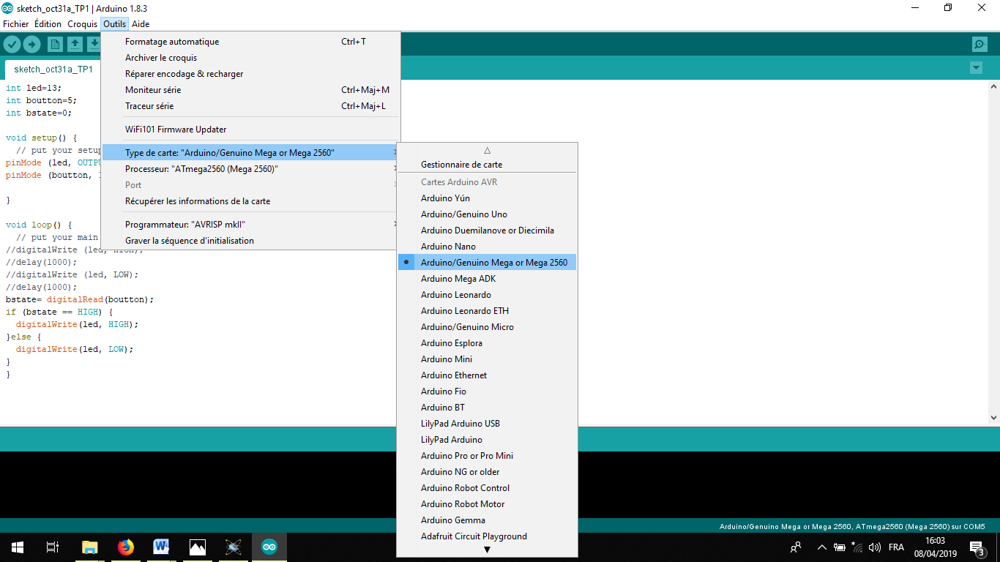 sketch_oct31a_TP1 | Arduino 1.8.3
Fichier Édition Croquis Outils Aide
sketch_oct31a_TP1
Formatage automatique Ctrl+T
Archiver le croquis
Réparer encodage & recharger
Moniteur série Ctrl+Maj+M
Traceur série Ctrl+Maj+L
WiFi101 Firmware Updater
Type de carte: "Arduino/Genuino Mega or Mega 2560"
Processeur: "ATmega2560 (Mega 2560)"
Port
Récupérer les informations de la carte
Programmateur: "AVRISP mkII"
Graver la séquence d'initialisation
Gestionnaire de carte
Cartes Arduino AVR
Arduino Yún
Arduino/Genuino Uno
Arduino Duemilanove or Diecimila
Arduino Nano
Arduino/Genuino Mega or Mega 2560
Arduino Mega ADK
Arduino Leonardo
Arduino Leonardo ETH
Arduino/Genuino Micro
Arduino Esplora
Arduino Mini
Arduino Ethernet
Arduino Fio
Arduino BT
LilyPad Arduino USB
LilyPad Arduino
Arduino Pro or Pro Mini
Arduino NG or older
Arduino Robot Control
Arduino Robot Motor
Arduino Gemma
Adafruit Circuit Playground
int led=13;
int boutton=5;
int bstate=0;
void setup() {
// put your setup
pinMode (led, OUTPU
pinMode (boutton,
}
void loop() {
// put your main
//digitalWrite (led, HIGH);
//delay(1000);
//digitalWrite (led, LOW);
//delay(1000);
bstate= digitalRead(boutton);
if (bstate == HIGH) {
digitalWrite(led, HIGH);
}else {
digitalWrite(led, LOW);
}
}
Arduino/Genuino Mega or Mega 2560, ATmega2560 (Mega 2560) sur COM5
FRA
16:03
08/04/2019
3